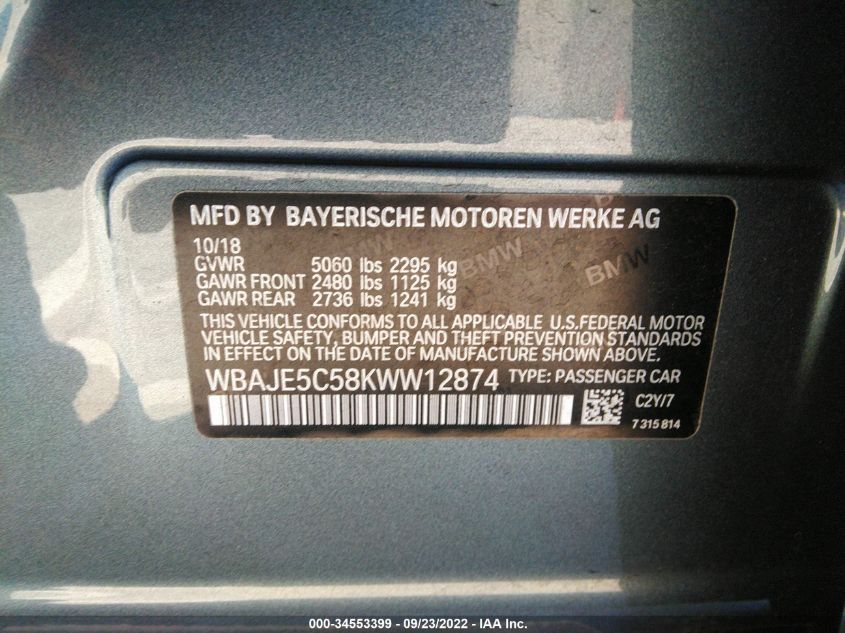 MFD BY BAYERISCHE MOTOREN WERKE AG
10/18
GVWR 5060 lbs 2295 kg
GAWR FRONT 2480 lbs 1125 kg
GAWR REAR 2736 lbs 1241 kg
BMW BMW
THIS VEHICLE CONFORMS TO ALL APPLICABLE U.S.FEDERAL MOTOR
VEHICLE SAFETY, BUMPER AND THEFT PREVENTION STANDARDS
IN EFFECT ON THE DATE OF MANUFACTURE SHOWN ABOVE.
WBAJE5C58KWW12874 TYPE: PASSENGER CAR
C2Y/7
7 315 814
000-34553399 - 09/23/2022 - IAA Inc.